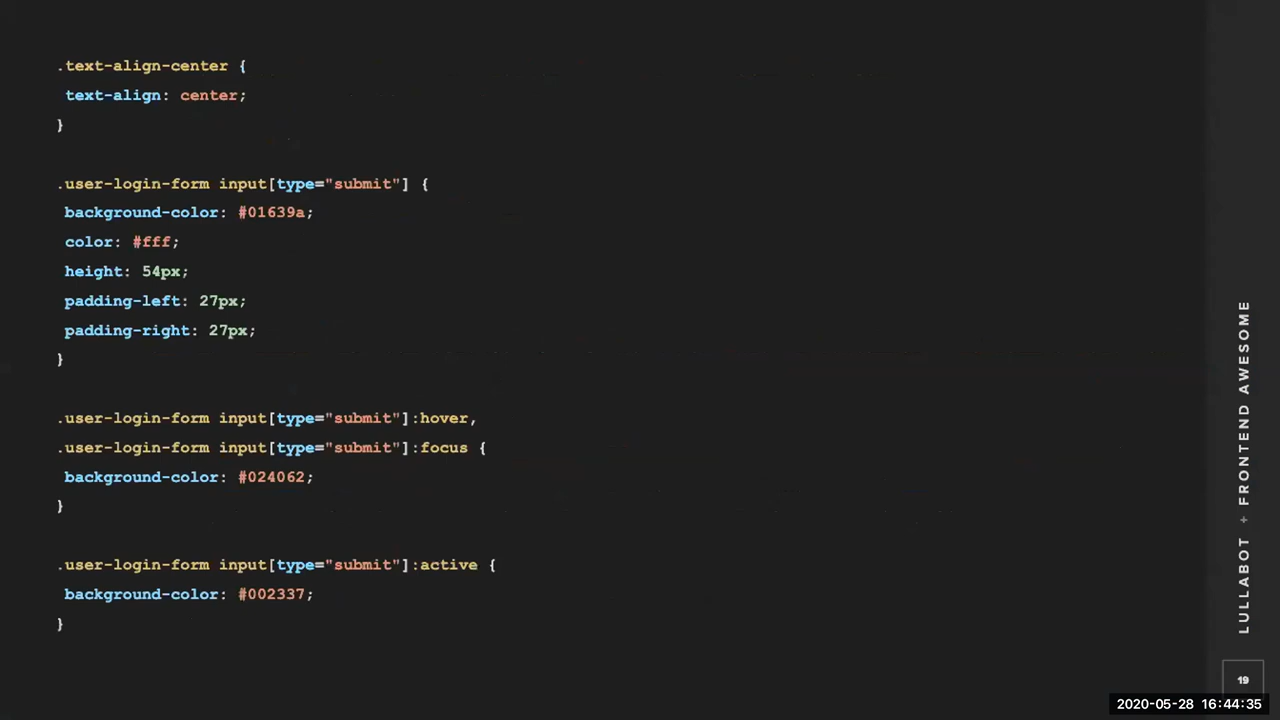 .text-align-center {
 text-align: center;
}
.user-login-form input[type="submit"] {
 background-color: #01639a;
 color: #fff;
 height: 54px;
 padding-left: 27px;
 padding-right: 27px;
}
.user-login-form input[type="submit"]:hover,
.user-login-form input[type="submit"]:focus {
 background-color: #024062;
}
.user-login-form input[type="submit"]:active {
 background-color: #002337;
}
LULLABOT + FRONTEND AWESOME
19
2020-05-28 16:44:35